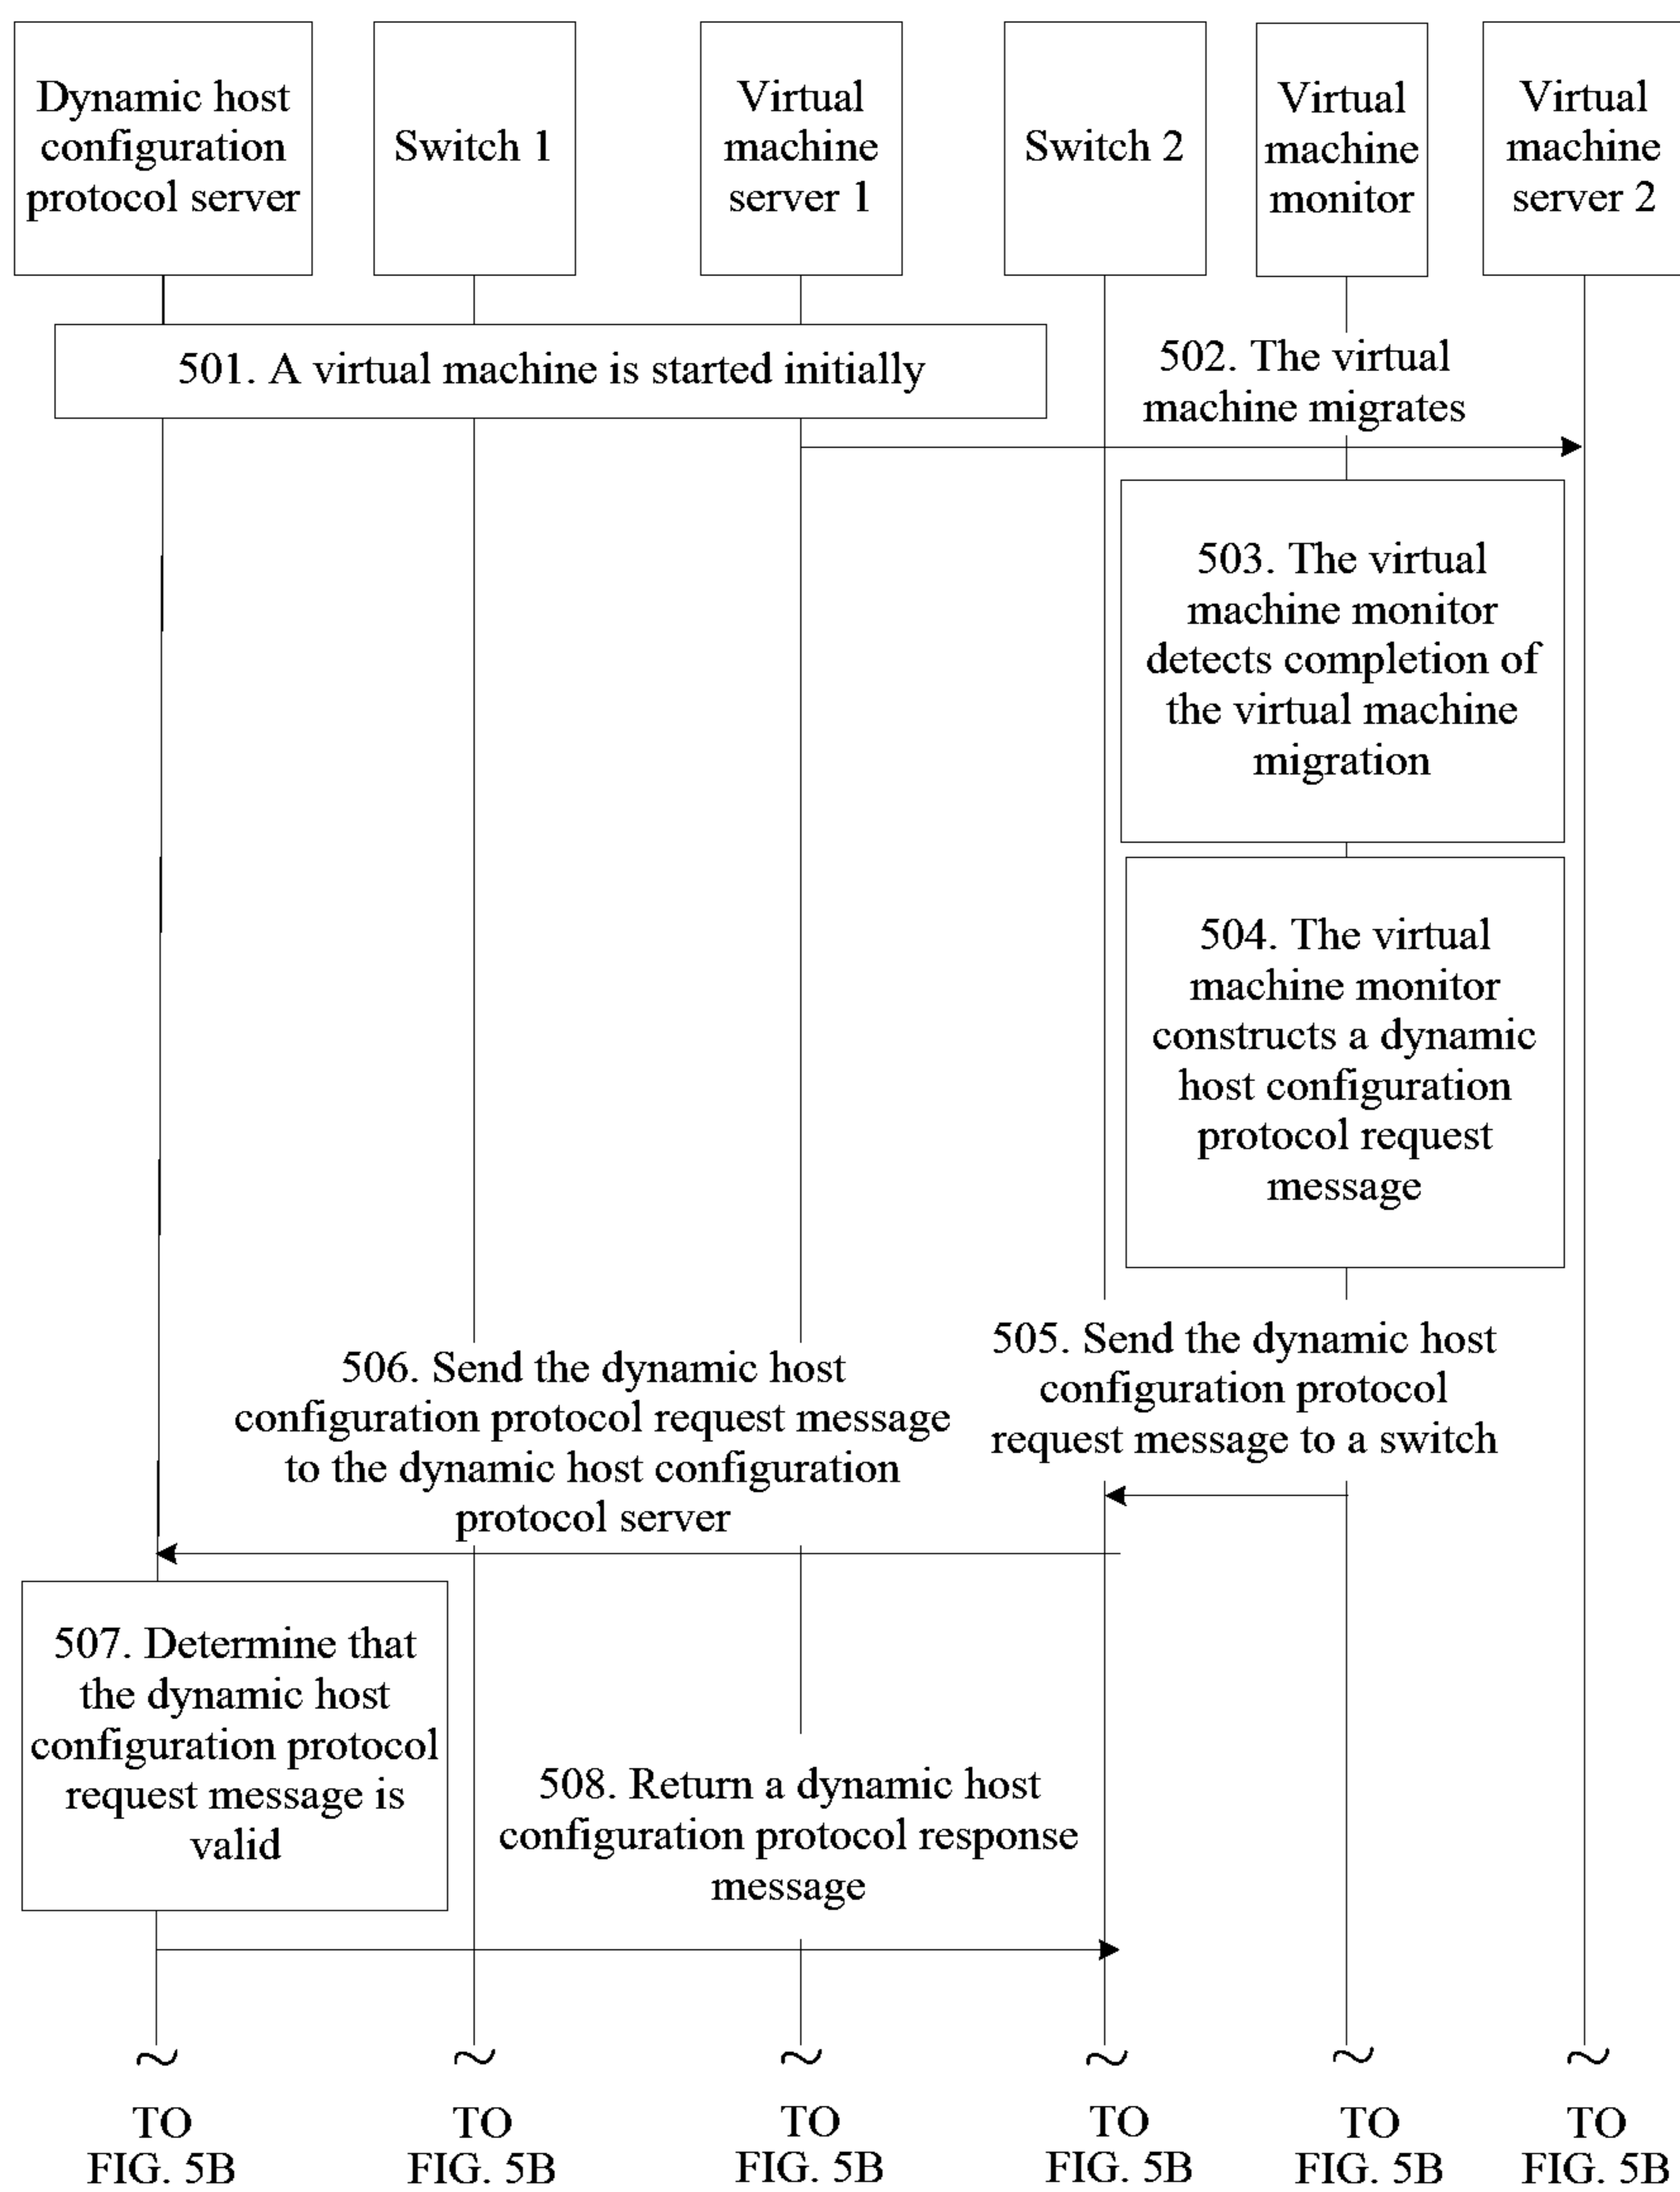 Dynamic host
configuration
protocol server
Switch 1
Virtual
machine
server 1
Switch 2
Virtual
machine
monitor
Virtual
machine
server 2
501. A virtual machine is started initially
502. The virtual
machine migrates
503. The virtual
machine monitor
detects completion of
the virtual machine
migration
504. The virtual
machine monitor
constructs a dynamic
host configuration
protocol request
message
505. Send the dynamic host
configuration protocol
request message to a switch
506. Send the dynamic host
configuration protocol request message
to the dynamic host configuration
protocol server
507. Determine that
the dynamic host
configuration protocol
request message is
valid
508. Return a dynamic host
configuration protocol response
message
TO
FIG. 5B
TO
FIG. 5B
TO
FIG. 5B
TO
FIG. 5B
TO
FIG. 5B
TO
FIG. 5B